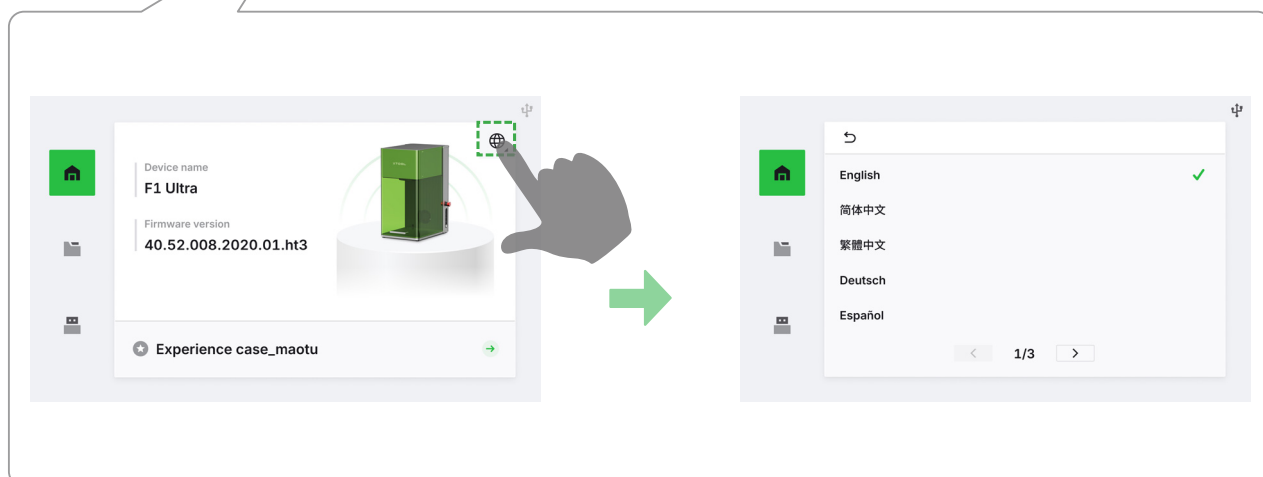 Device name
F1 Ultra
Firmware version
40.52.008.2020.01.ht3
Experience case_maotu
English
简体中文
繁體中文
Deutsch
Español
1/3